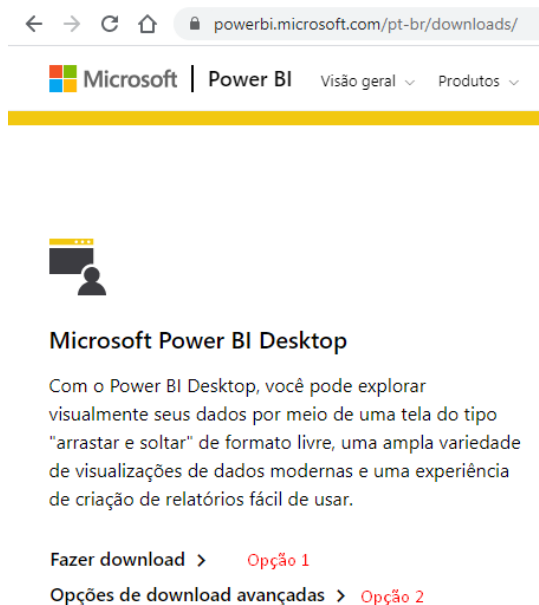 powerbi.microsoft.com/pt-br/downloads/
Microsoft | Power BI Visão geral Produtos
Microsoft Power BI Desktop
Com o Power BI Desktop, você pode explorar
visualmente seus dados por meio de uma tela do tipo
"arrastar e soltar" de formato livre, uma ampla variedade
de visualizações de dados modernas e uma experiência
de criação de relatórios fácil de usar.
Fazer download > Opção 1
Opções de download avançadas > Opção 2